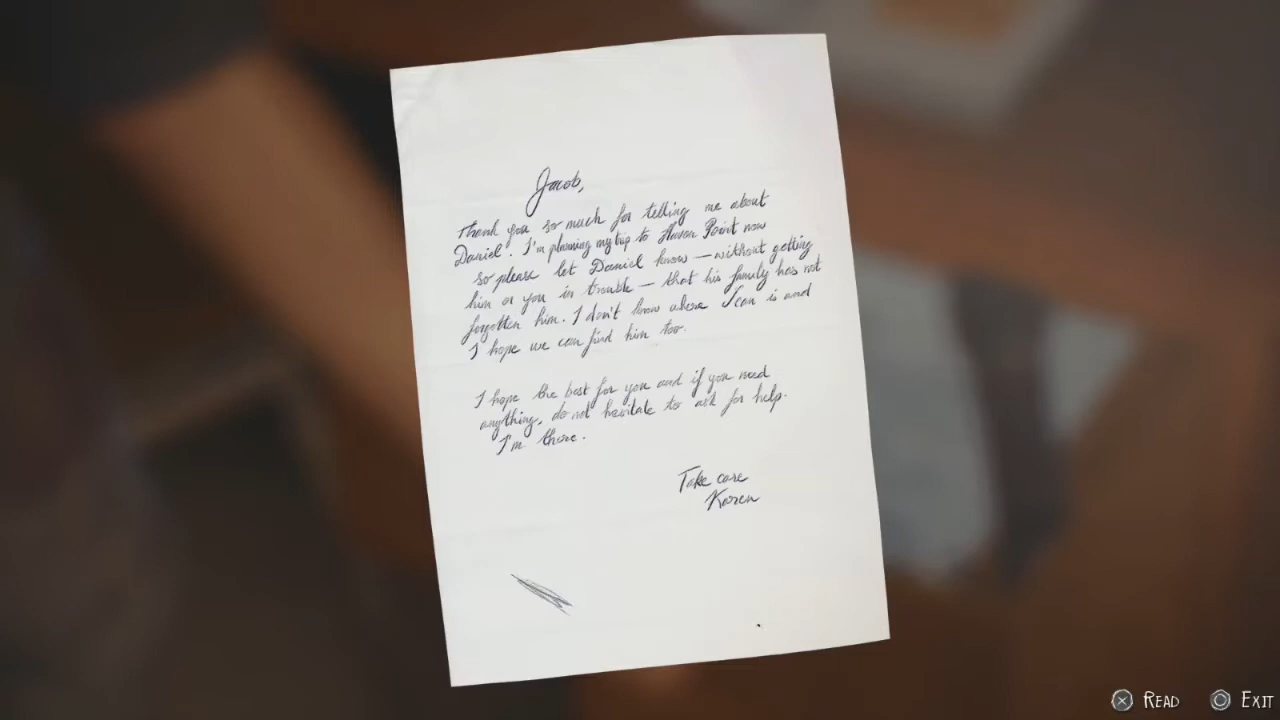 Jacob,
Thank you so much for telling me about
Daniel. I'm planning my trip to Haven Point now
so please let Daniel know – without getting
him or you in trouble – that his family has not
forgotten him. I don't know where Sean is and
I hope we can find him too.
I hope the best for you and if you need
anything, do not hesitate to ask for help.
I'm there.
Take care
Karen
READ
EXIT